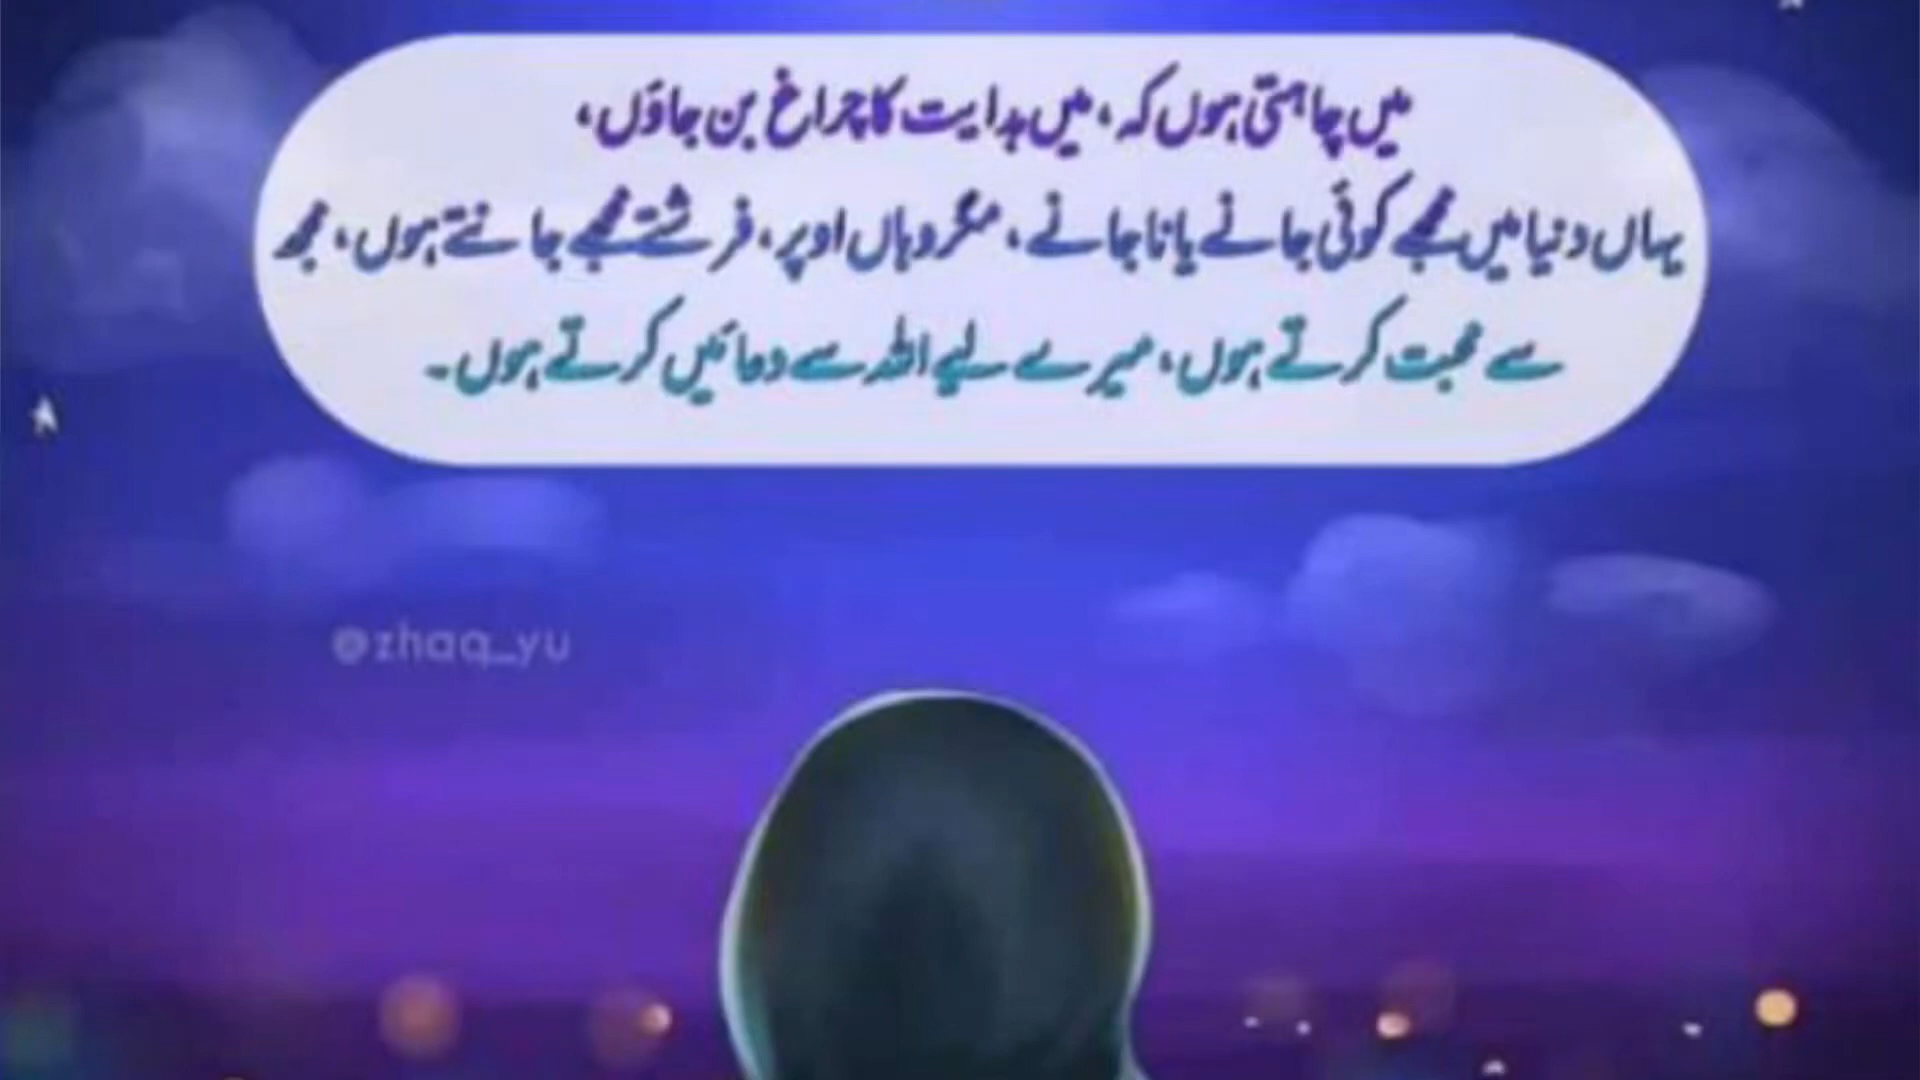 میں چاہتی ہوں کہ، میں ہدایت کا چراغ بن جاؤں،
یہاں دنیا میں مجھے کوئی جانے یا نا جانے، مگر وہاں اوپر، فرشتے مجھے جانتے ہوں، مجھ
سے محبت کرتے ہوں، میرے لیے اللہ سے دعائیں کرتے ہوں۔
@zhaq_yu